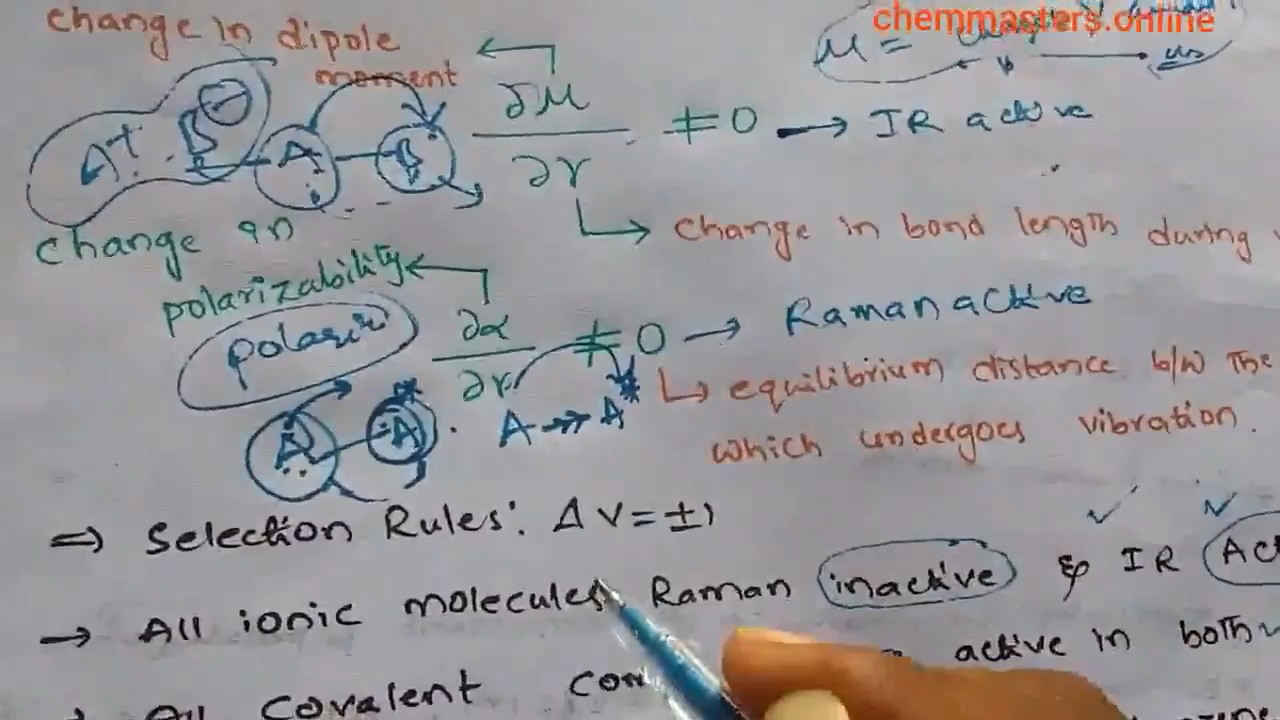 change in dipole
moment
chemmasters.online
μ =
∂μ
∂r
≠ 0 → IR active
A+ B⊖ A B
change in bond length during
change in
polarizability
∂α
∂r
≠ 0 → Raman active
A A* A → A*
equilibrium distance b/w the
which undergoes vibration.
⇒ Selection Rules: Δv = ±1
→ All ionic molecules Raman inactive & IR
→ All covalent
active in both